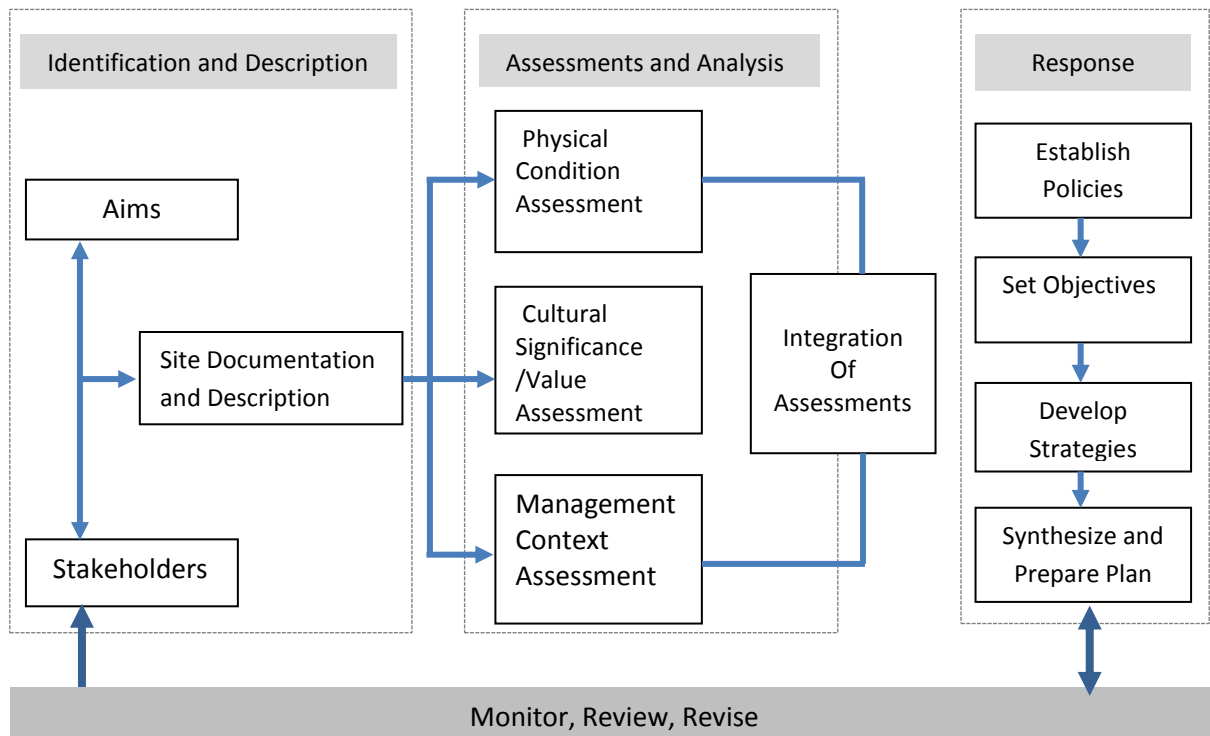 Identification and Description
Aims
Site Documentation
and Description
Stakeholders
Assessments and Analysis
Physical
Condition
Assessment
Cultural
Significance
/Value
Assessment
Management
Context
Assessment
Integration
Of
Assessments
Response
Establish
Policies
Set Objectives
Develop
Strategies
Synthesize and
Prepare Plan
Monitor, Review, Revise